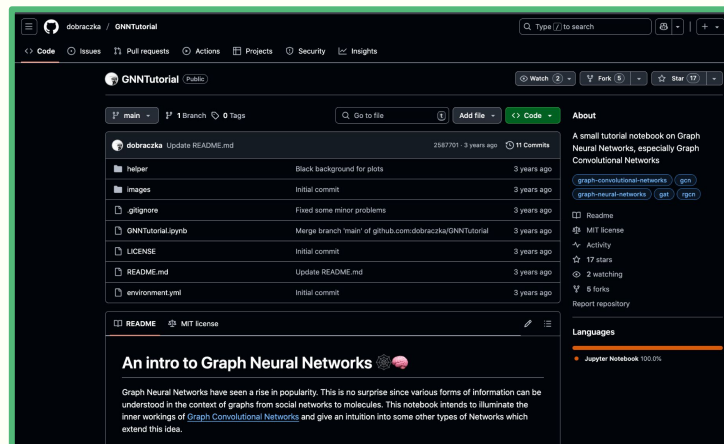 dobraczka / GNNTutorial
Type / to search
Code Issues Pull requests Actions Projects Security Insights
GNNTutorial Public
Watch 2 Fork 5 Star 17
main 1 Branch 0 Tags
Go to file t Add file Code
dobraczka Update README.md 2587701 · 3 years ago 11 Commits
helper Black background for plots 3 years ago
images Initial commit 3 years ago
.gitignore Fixed some minor problems 3 years ago
GNNTutorial.ipynb Merge branch 'main' of github.com:dobraczka/GNNTutorial 3 years ago
LICENSE Initial commit 3 years ago
README.md Update README.md 3 years ago
environment.yml Initial commit 3 years ago
README MIT license
An intro to Graph Neural Networks 🕸️🧠
Graph Neural Networks have seen a rise in popularity. This is no surprise since various forms of information can be
understood in the context of graphs from social networks to molecules. This notebook intends to illuminate the
inner workings of Graph Convolutional Networks and give an intuition into some other types of Networks which
extend this idea.
About
A small tutorial notebook on Graph
Neural Networks, especially Graph
Convolutional Networks
graph-convolutional-networks gcn
graph-neural-networks gat rgcn
Readme
MIT license
Activity
17 stars
2 watching
5 forks
Report repository
Languages
Jupyter Notebook 100.0%